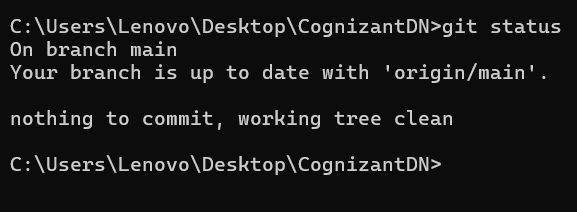 C:\Users\Lenovo\Desktop\CognizantDN>git status
On branch main
Your branch is up to date with 'origin/main'.
nothing to commit, working tree clean
C:\Users\Lenovo\Desktop\CognizantDN>